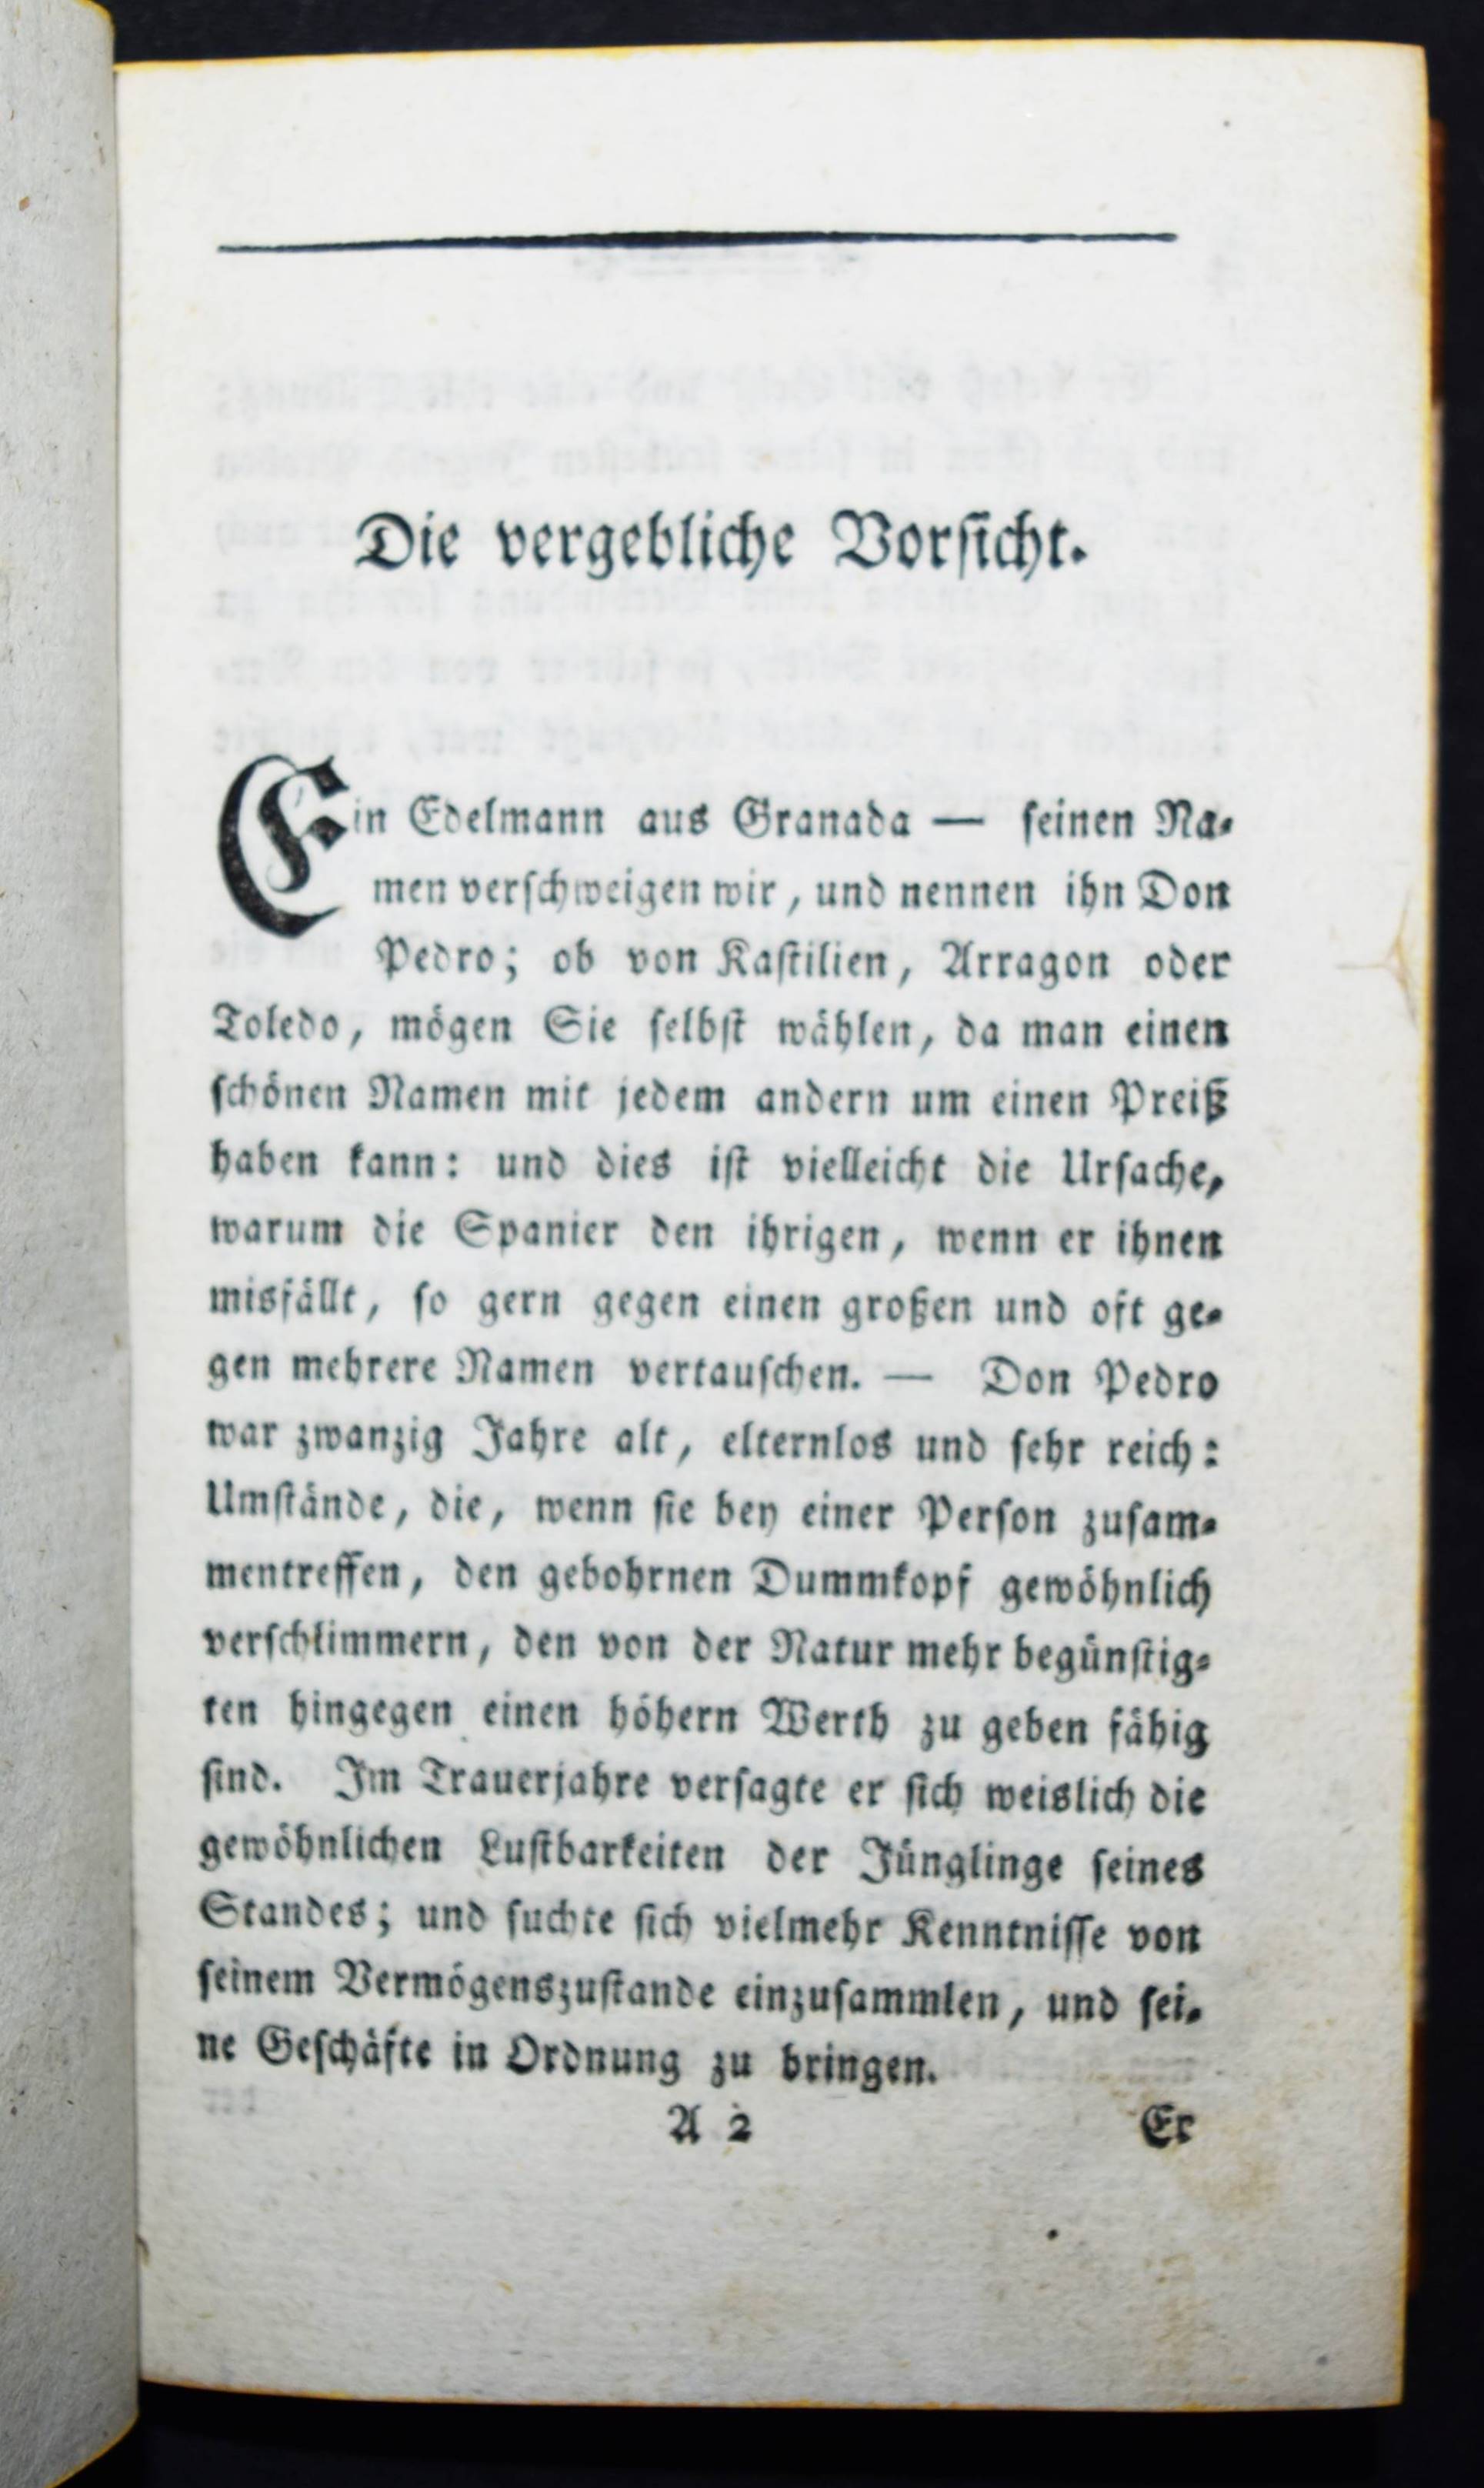 Die vergebliche Vorſicht.
Ein Edelmann aus Granada — ſeinen Na-
men verſchweigen wir, und nennen ihn Don
Pedro; ob von Kaſtilien, Arragon oder
Toledo, mögen Sie ſelbſt wählen, da man einen
ſchönen Namen mit jedem andern um einen Preiß
haben kann: und dies iſt vielleicht die Urſache,
warum die Spanier den ihrigen, wenn er ihnen
misfällt, ſo gern gegen einen großen und oft ge-
gen mehrere Namen vertauſchen. — Don Pedro
war zwanzig Jahre alt, elternlos und ſehr reich:
Umſtände, die, wenn ſie bey einer Perſon zuſam-
mentreffen, den gebohrnen Dummkopf gewöhnlich
verſchlimmern, den von der Natur mehr begünſtig-
ten hingegen einen höhern Werth zu geben fähig
ſind. Im Trauerjahre verſagte er ſich weislich die
gewöhnlichen Luſtbarkeiten der Jünglinge ſeines
Standes; und ſuchte ſich vielmehr Kenntniſſe von
ſeinem Vermögenszuſtande einzuſammlen, und ſei-
ne Geſchäfte in Ordnung zu bringen.
A 2 Er